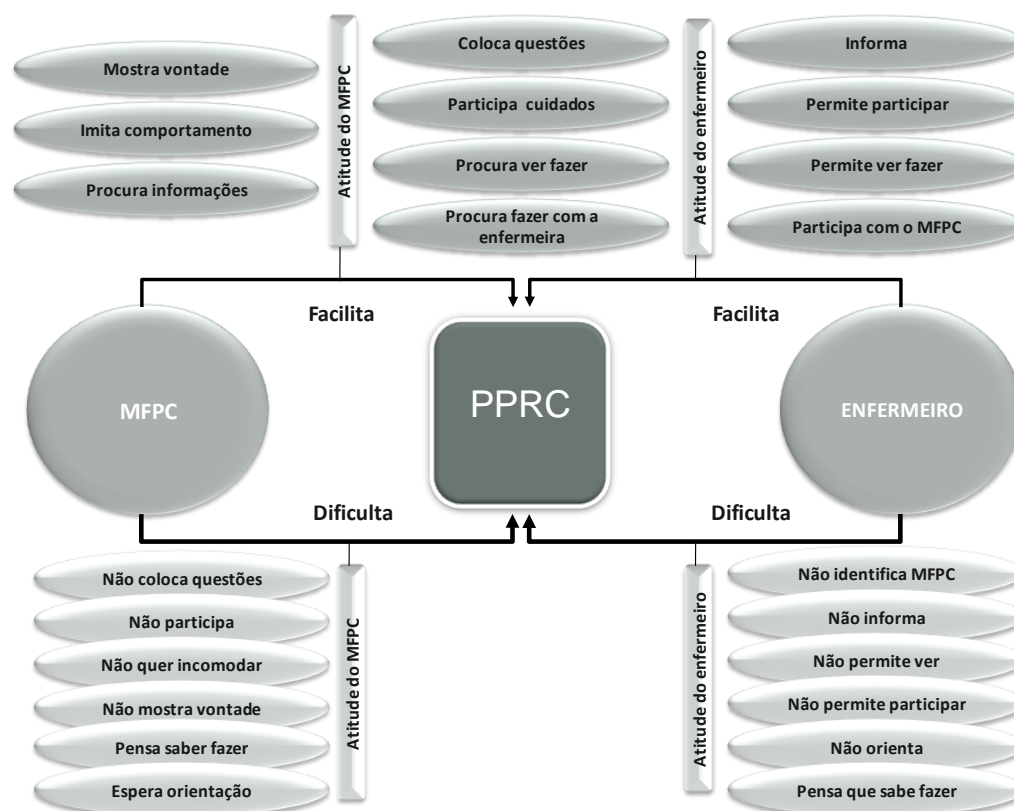 Mostra vontade
Imita comportamento
Procura informações
Atitude do MFPC
Coloca questões
Participa cuidados
Procura ver fazer
Procura fazer com a
enfermeira
Atitude do enfermeiro
Informa
Permite participar
Permite ver fazer
Participa com o MFPC
Facilita
Facilita
MFPC
PPRC
ENFERMEIRO
Dificulta
Dificulta
Não coloca questões
Não participa
Não quer incomodar
Não mostra vontade
Pensa saber fazer
Espera orientação
Atitude do MFPC
Atitude do enfermeiro
Não identifica MFPC
Não informa
Não permite ver
Não permite participar
Não orienta
Pensa que sabe fazer